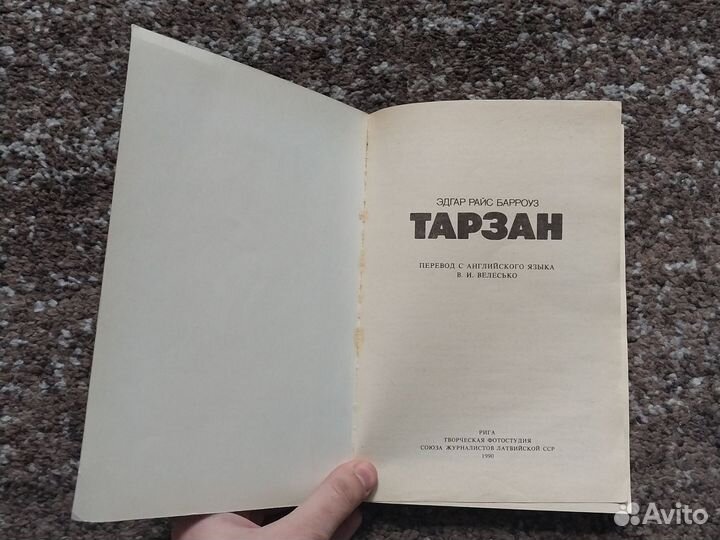 ЭДГАР РАЙС БАРРОУЗ
ТАРЗАН
ПЕРЕВОД С АНГЛИЙСКОГО ЯЗЫКА
В. И. ВЕЛЕСЬКО
РИГА
ТВОРЧЕСКАЯ ФОТОСТУДИЯ
СОЮЗА ЖУРНАЛИСТОВ ЛАТВИЙСКОЙ ССР
1990
Avito